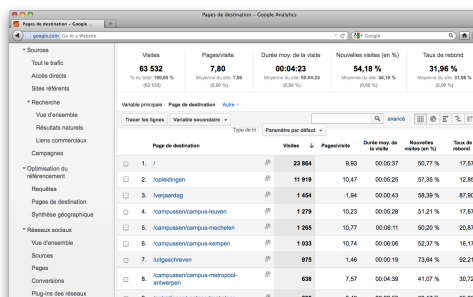 Pages de destination – Google Analytics
Pages de destination – Google ...
google.com Go to a Website
Google
Sources
Tout le trafic
Accès directs
Sites référents
Recherche
Vue d'ensemble
Résultats naturels
Liens commerciaux
Campagnes
Optimisation du
référencement
Requêtes
Pages de destination
Synthèse géographique
Réseaux sociaux
Vue d'ensemble
Sources
Pages
Conversions
Plug-ins des réseaux
Visites Pages/visite Durée moy. de la visite Nouvelles visites (en %) Taux de rebond
63 532 7,80 00:04:23 54,18 % 31,96 %
% du total: 100,00 % Moyenne du site: 7,80 Moyenne du site: 00:04:23 Moyenne du site: 54,18 % Moyenne du site: 31,96 %
(63 532) (0,00 %) (0,00 %) (0,00 %) (0,00 %)
Variable principale : Page de destination Autre
Tracer les lignes Variable secondaire avancé
Type de tri : Paramètre par défaut
Page de destination Visites Pages/visite Durée moy. de la visite Nouvelles visites (en %) Taux de rebond
1. / 23 864 9,93 00:05:37 50,77 % 17,57
2. /opleidingen 11 919 10,47 00:05:25 57,35 % 12,85
3. /verjaardag 1 454 1,94 00:00:43 58,39 % 87,90
4. /campussen/campus-leuven 1 279 10,23 00:05:28 51,21 % 17,67
5. /campussen/campus-mechelen 1 265 10,77 00:06:11 50,20 % 20,87
6. /campussen/campus-kempen 1 033 10,74 00:06:06 52,37 % 16,17
7. /uitgeschreven 975 1,46 00:00:19 73,64 % 92,21
8. /campussen/campus-metropool-antwerpen 638 7,57 00:04:39 41,07 % 30,72